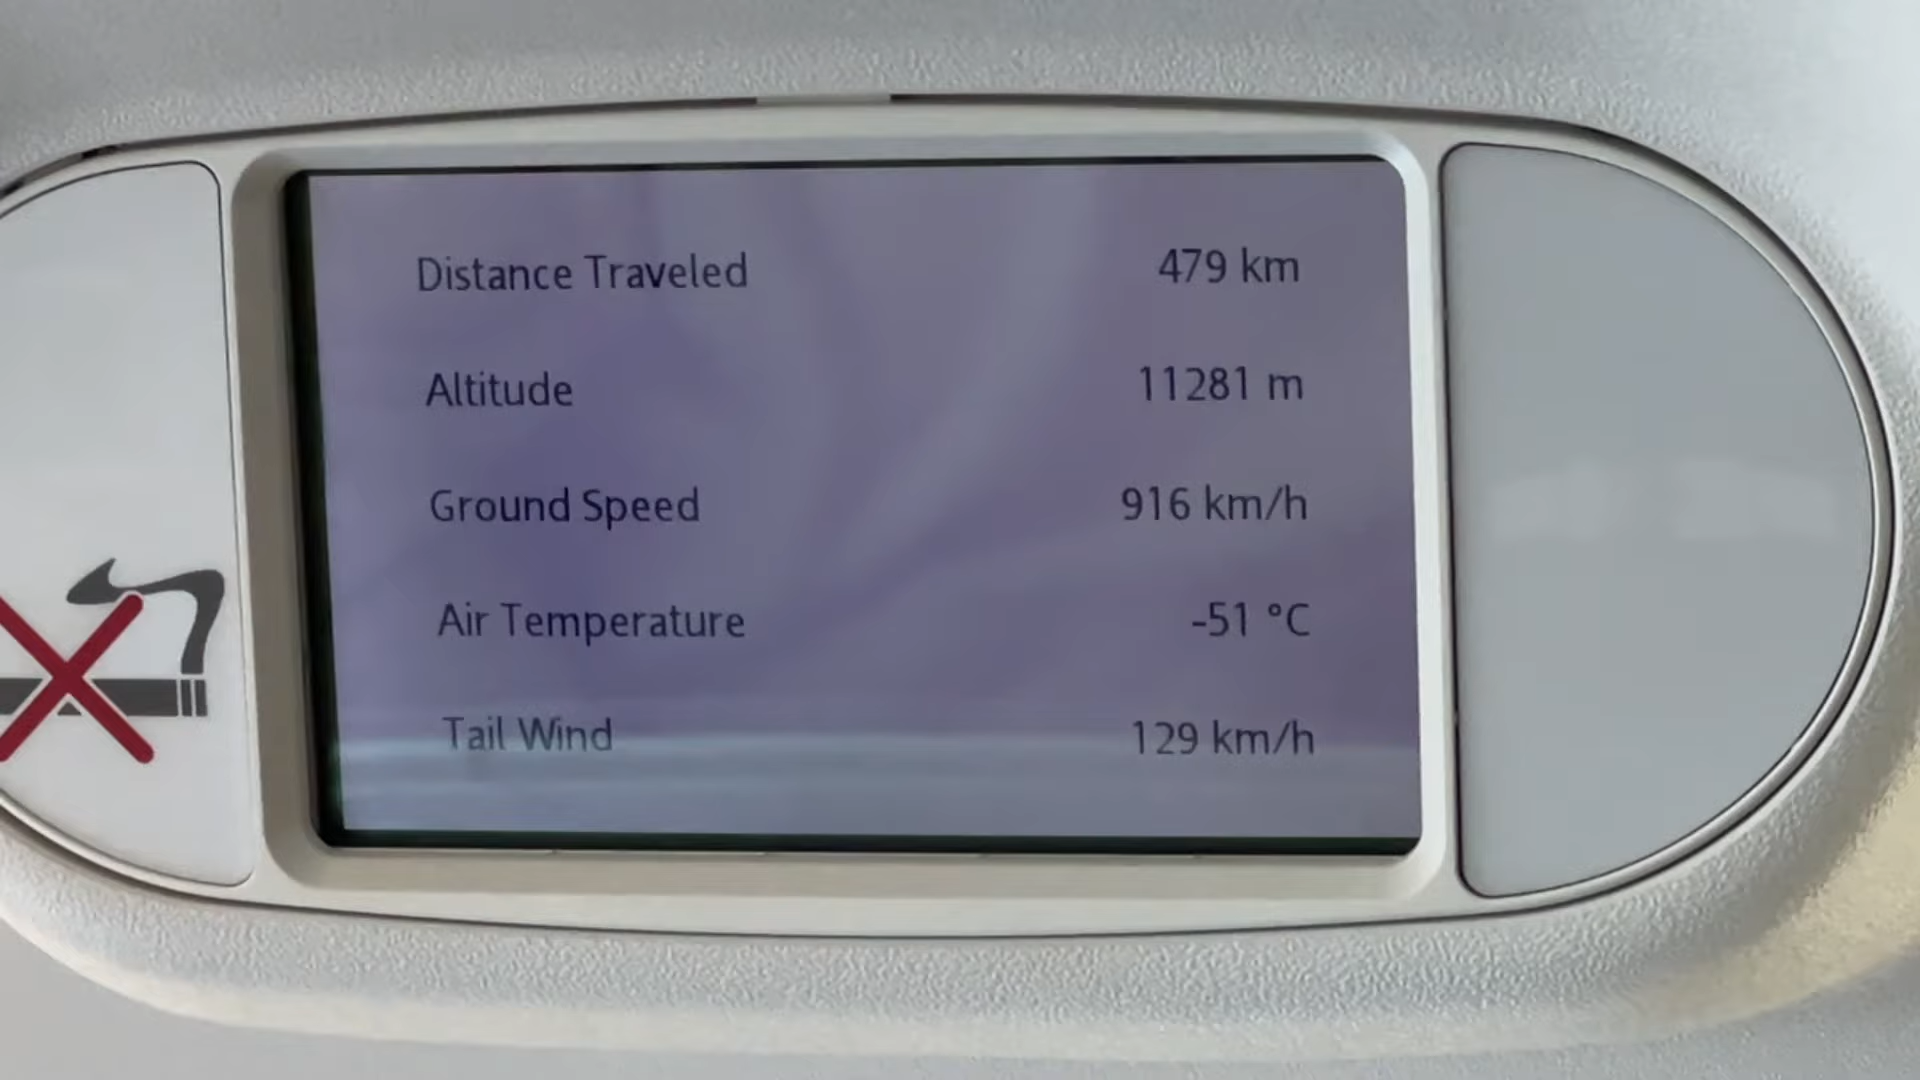 Distance Traveled 479 km
Altitude 11281 m
Ground Speed 916 km/h
Air Temperature -51 °C
Tail Wind 129 km/h